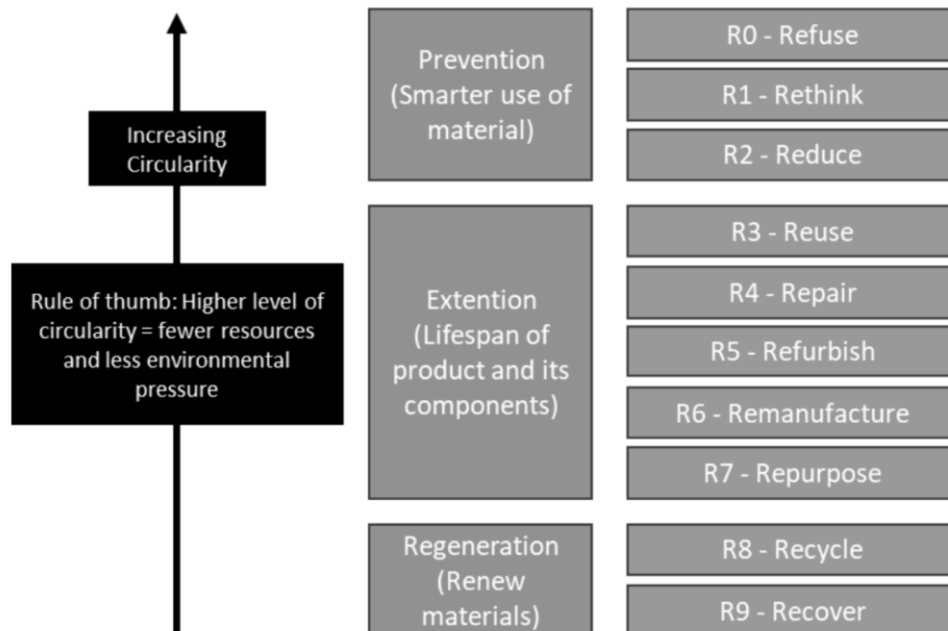 Increasing
Circularity
Rule of thumb: Higher level of
circularity = fewer resources
and less environmental
pressure
Prevention
(Smarter use of
material)
R0 - Refuse
R1 - Rethink
R2 - Reduce
Extention
(Lifespan of
product and its
components)
R3 - Reuse
R4 - Repair
R5 - Refurbish
R6 - Remanufacture
R7 - Repurpose
Regeneration
(Renew
materials)
R8 - Recycle
R9 - Recover